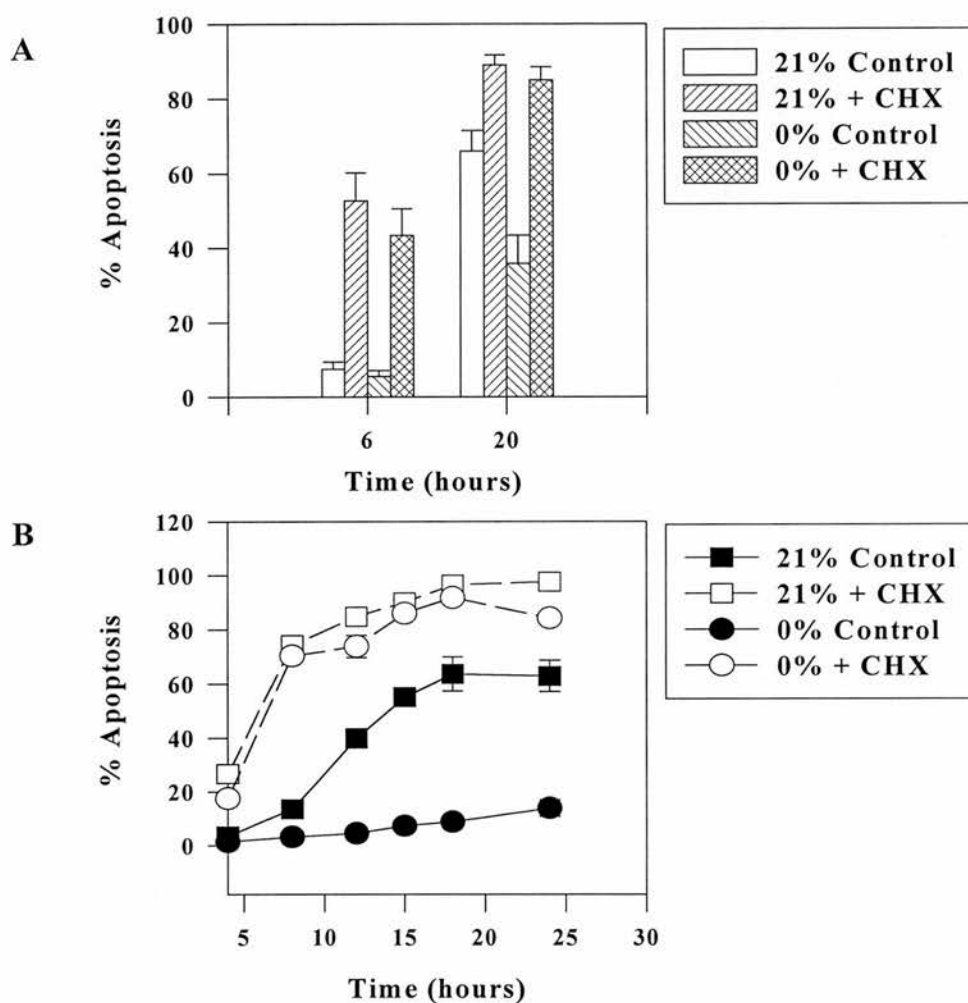 A
100
80
60
40
20
0
% Apoptosis
6 20
Time (hours)
21% Control
21% + CHX
0% Control
0% + CHX
B
120
100
80
60
40
20
0
% Apoptosis
5 10 15 20 25 30
Time (hours)
21% Control
21% + CHX
0% Control
0% + CHX